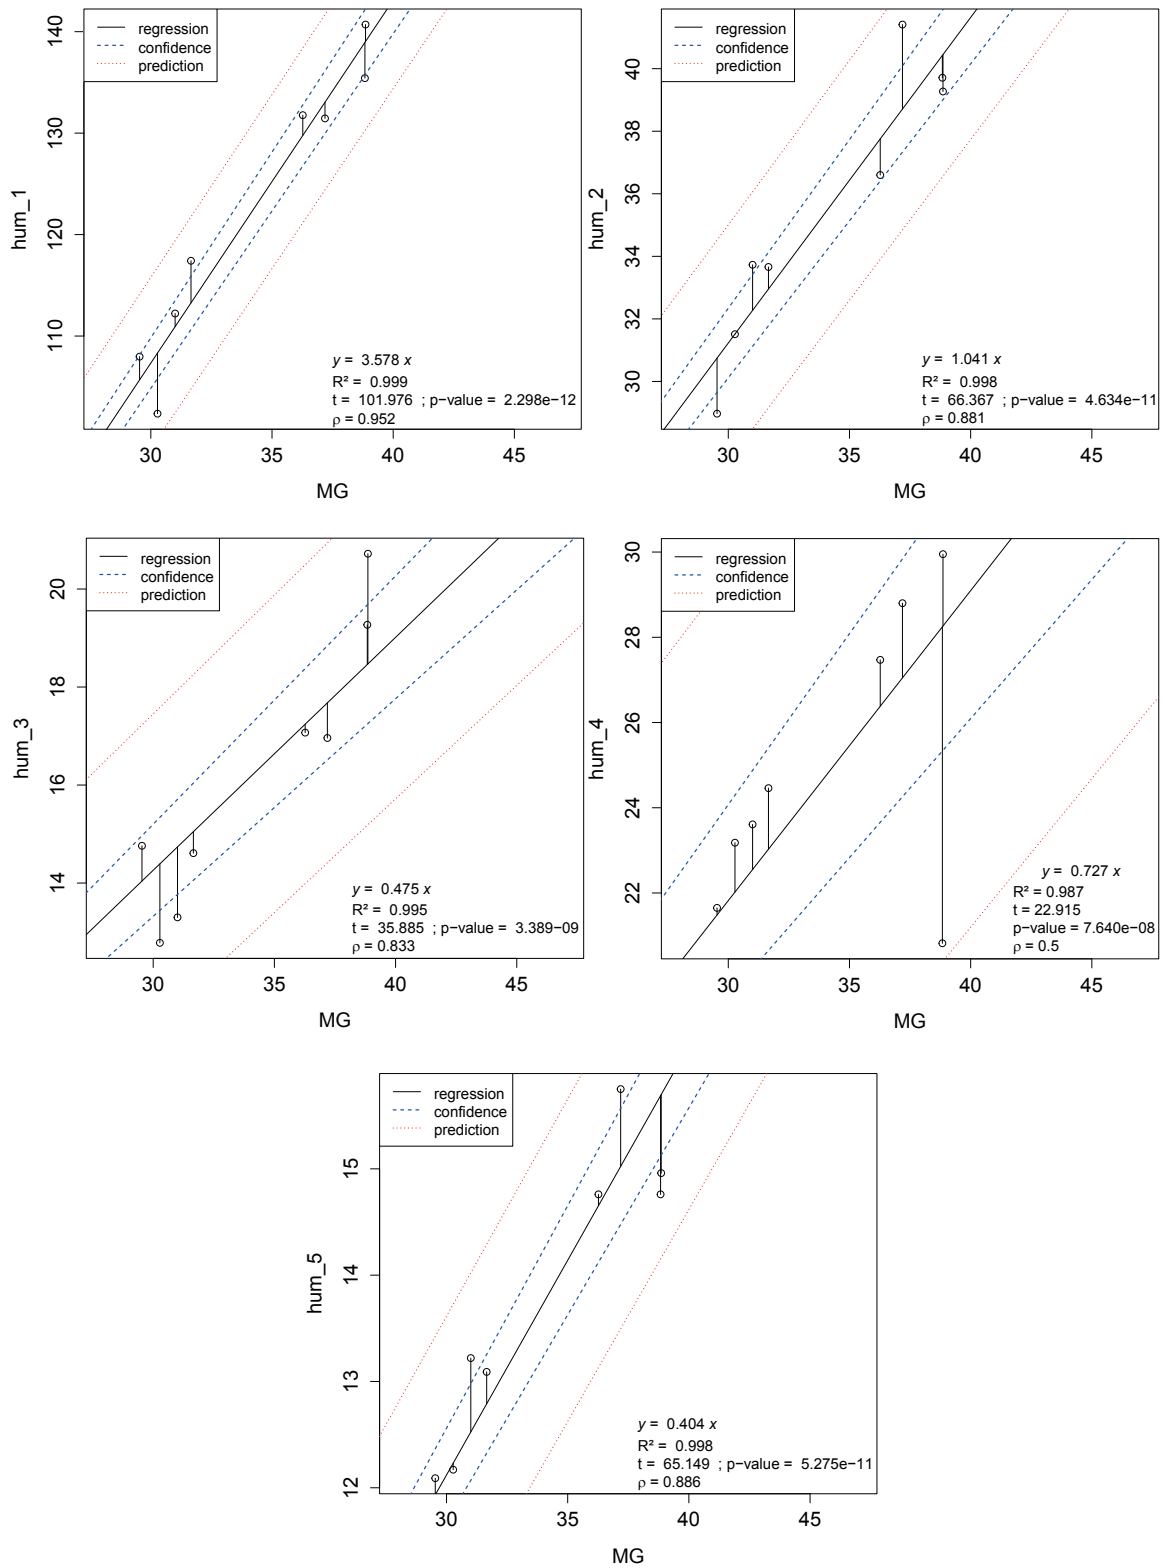 regression
confidence
prediction
140
130
120
110
hum_1
y = 3.578 x
R² = 0.999
t = 101.976 ; p−value = 2.298e−12
ρ = 0.952
30 35 40 45
MG
regression
confidence
prediction
40
38
36
34
32
30
hum_2
y = 1.041 x
R² = 0.998
t = 66.367 ; p−value = 4.634e−11
ρ = 0.881
30 35 40 45
MG
regression
confidence
prediction
20
18
16
14
hum_3
y = 0.475 x
R² = 0.995
t = 35.885 ; p−value = 3.389e−09
ρ = 0.833
30 35 40 45
MG
regression
confidence
prediction
30
28
26
24
22
hum_4
y = 0.727 x
R² = 0.987
t = 22.915
p−value = 7.640e−08
ρ = 0.5
30 35 40 45
MG
regression
confidence
prediction
15
14
13
12
hum_5
y = 0.404 x
R² = 0.998
t = 65.149 ; p−value = 5.275e−11
ρ = 0.886
30 35 40 45
MG